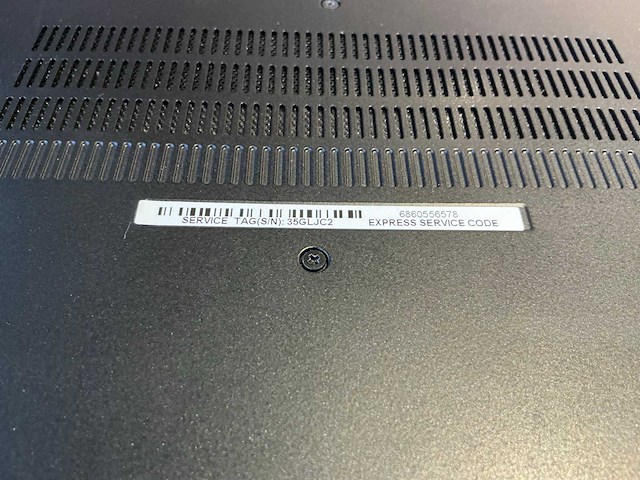 6860556578
SERVICE TAG(S/N): 35GLJC2 EXPRESS SERVICE CODE